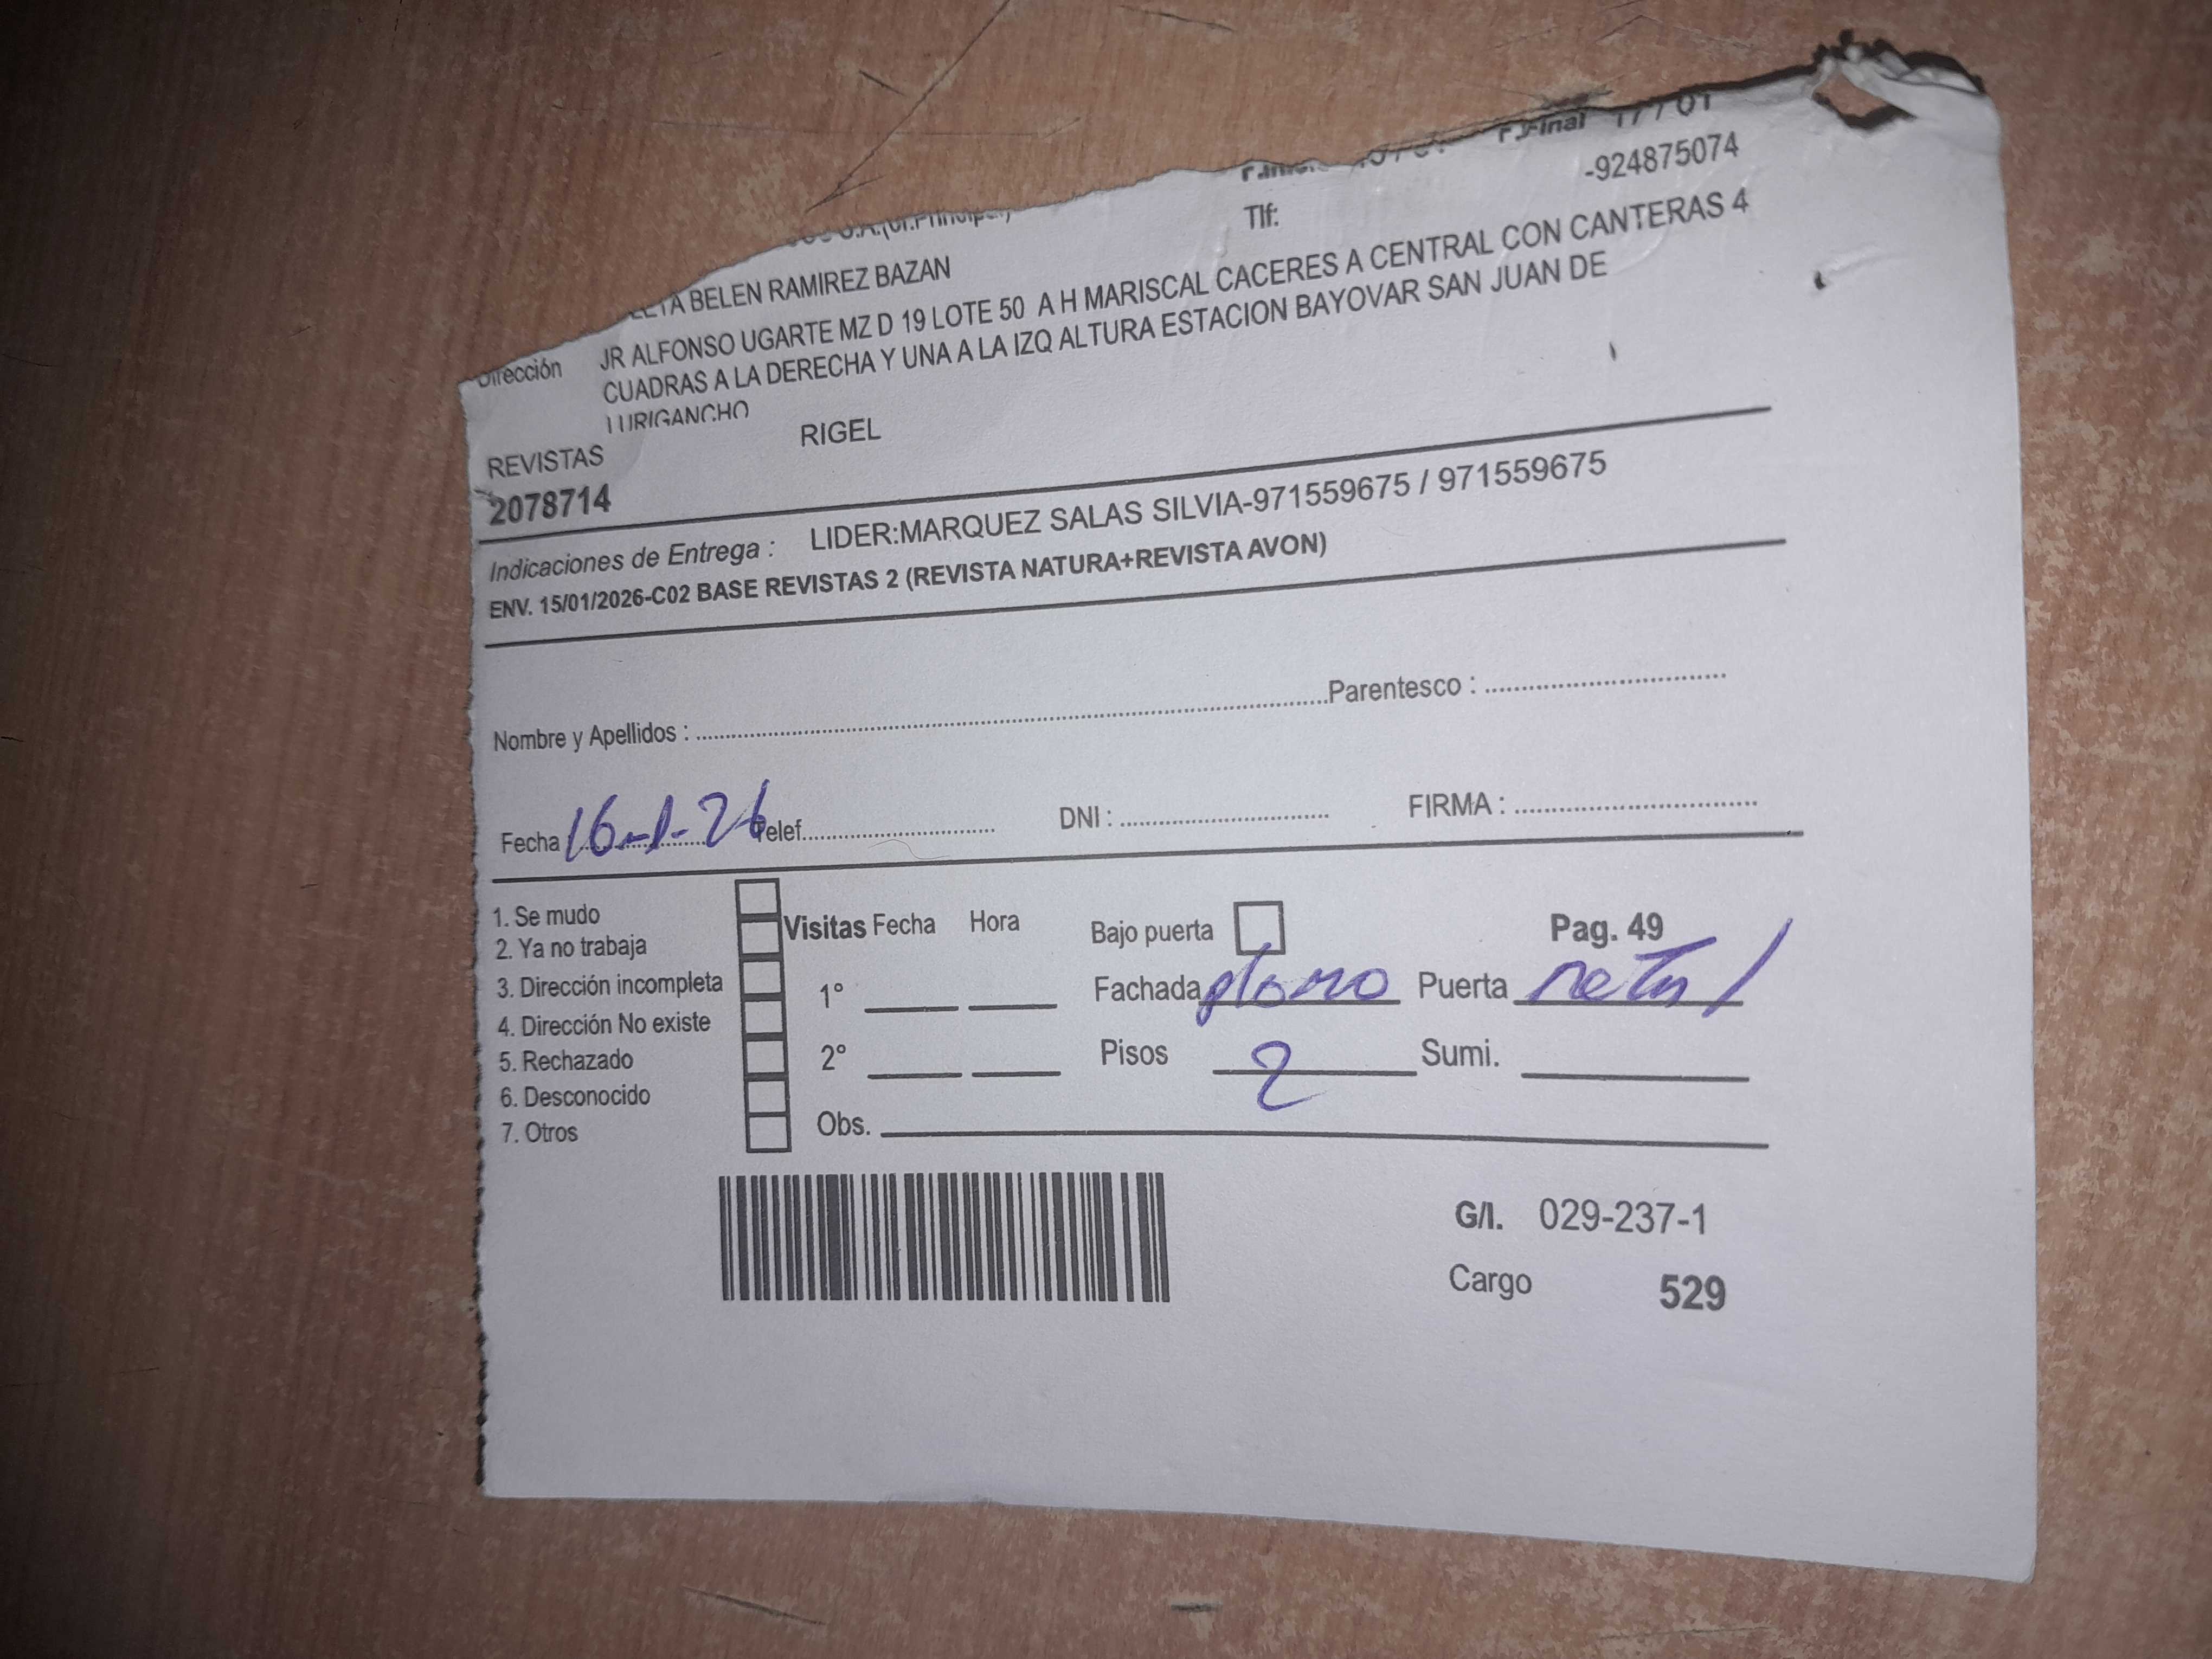 F.Final 17/01
Tlf: -924875074
BELEN RAMIREZ BAZAN
Dirección JR ALFONSO UGARTE MZ D 19 LOTE 50 A H MARISCAL CACERES A CENTRAL CON CANTERAS 4
CUADRAS A LA DERECHA Y UNA A LA IZQ ALTURA ESTACION BAYOVAR SAN JUAN DE
LURIGANCHO
REVISTAS RIGEL
2078714
Indicaciones de Entrega : LIDER:MARQUEZ SALAS SILVIA-971559675 / 971559675
ENV. 15/01/2026-C02 BASE REVISTAS 2 (REVISTA NATURA+REVISTA AVON)
Nombre y Apellidos : Parentesco :
Fecha 16-1-26 Telef. DNI : FIRMA :
1. Se mudo
2. Ya no trabaja
3. Dirección incompleta
4. Dirección No existe
5. Rechazado
6. Desconocido
7. Otros
Visitas Fecha Hora
1°
2°
Obs.
Bajo puerta Pag. 49
Fachada plomo Puerta metal
Pisos 2 Sumi.
G/I. 029-237-1
Cargo 529